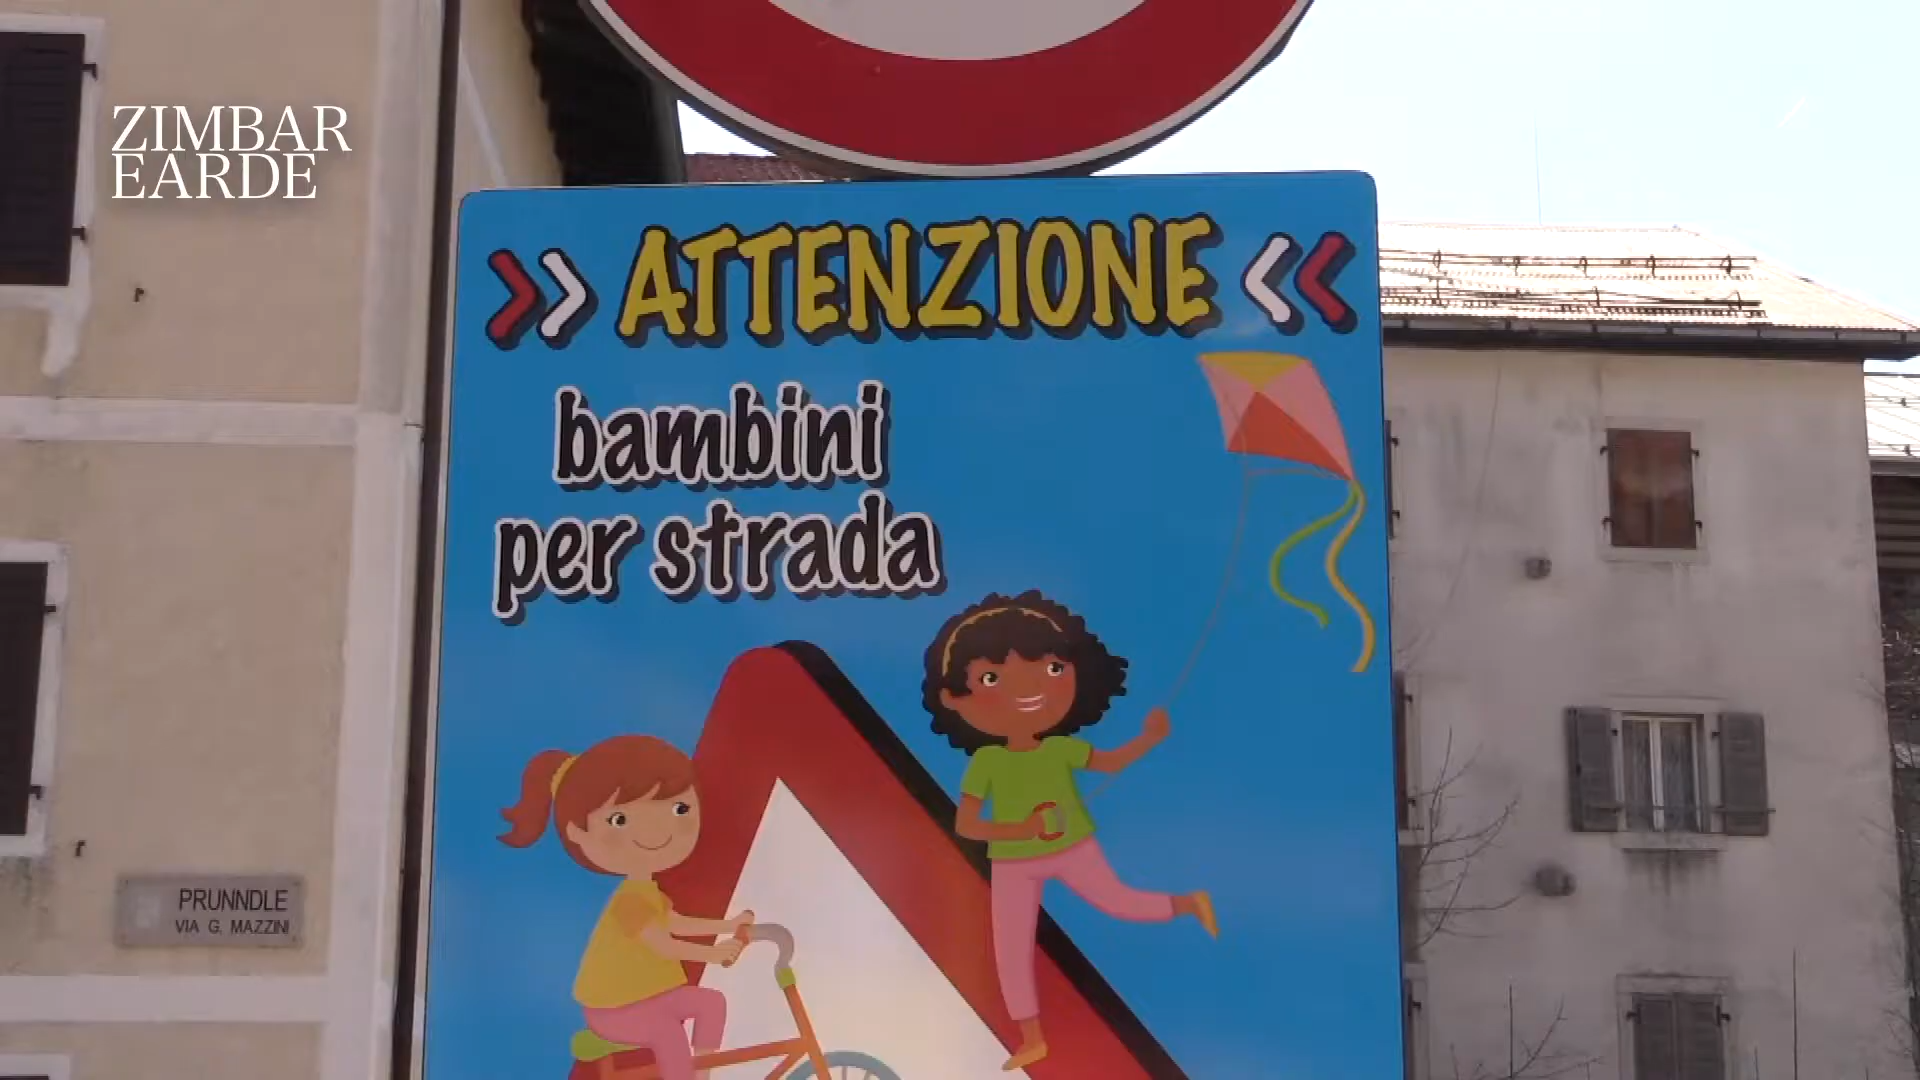 ZIMBAR
EARDE
ATTENZIONE
bambini
per strada
PRUNNDLE
VIA G. MAZZINI